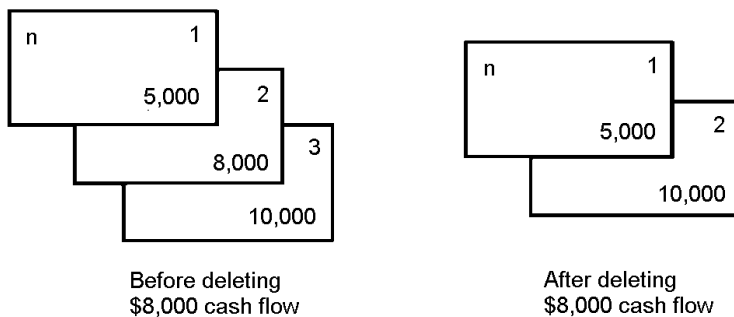 n 1
5,000
2
8,000
3
10,000
Before deleting
$8,000 cash flow
n 1
5,000
2
10,000
After deleting
$8,000 cash flow